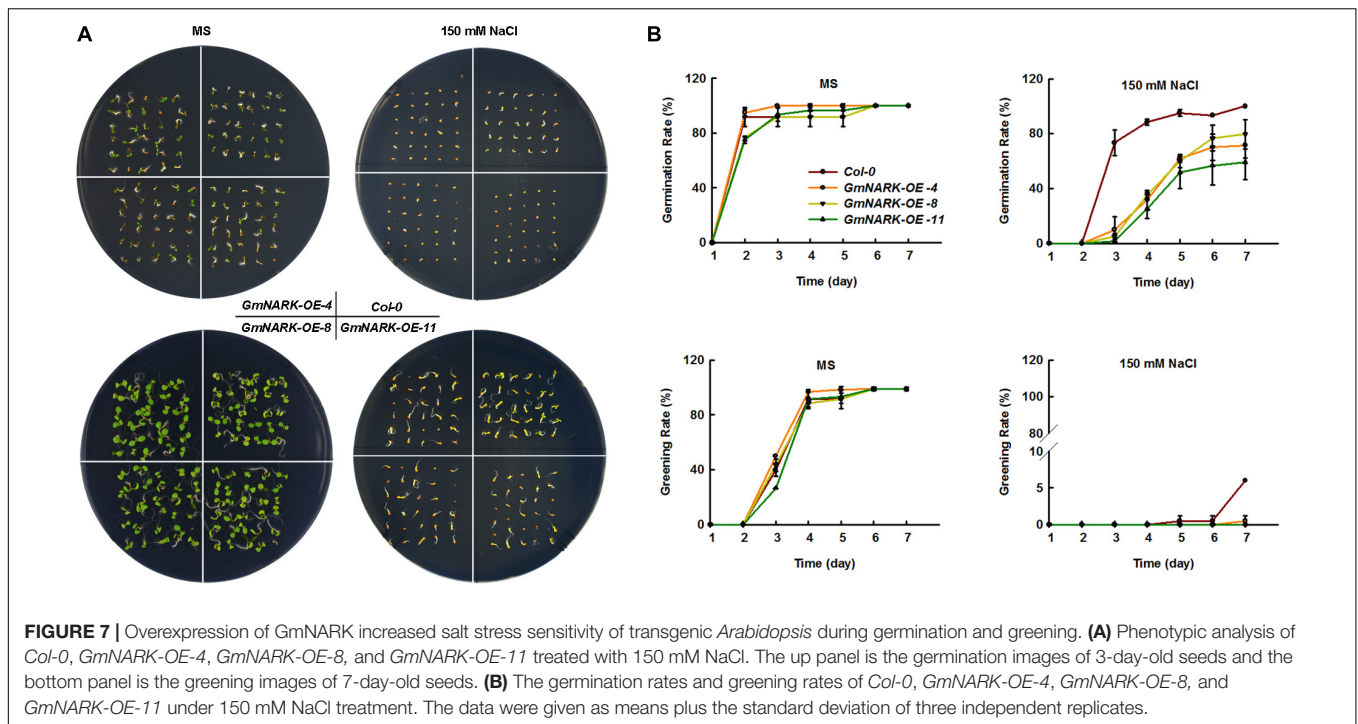 A
MS
150 mM NaCl
GmNARK-OE-4
Col-0
GmNARK-OE-8
GmNARK-OE-11
B
MS
Germination Rate (%)
120
80
40
0
Col-0
GmNARK-OE -4
GmNARK-OE -8
GmNARK-OE -11
1 2 3 4 5 6 7
Time (day)
150 mM NaCl
Germination Rate (%)
120
80
40
0
1 2 3 4 5 6 7
Time (day)
MS
Greening Rate (%)
120
80
40
0
1 2 3 4 5 6 7
Time (day)
150 mM NaCl
Greening Rate (%)
120
100
80
10
5
0
1 2 3 4 5 6 7
Time (day)
FIGURE 7 | Overexpression of GmNARK increased salt stress sensitivity of transgenic Arabidopsis during germination and greening. (A) Phenotypic analysis of
Col-0, GmNARK-OE-4, GmNARK-OE-8, and GmNARK-OE-11 treated with 150 mM NaCl. The up panel is the germination images of 3-day-old seeds and the
bottom panel is the greening images of 7-day-old seeds. (B) The germination rates and greening rates of Col-0, GmNARK-OE-4, GmNARK-OE-8, and
GmNARK-OE-11 under 150 mM NaCl treatment. The data were given as means plus the standard deviation of three independent replicates.